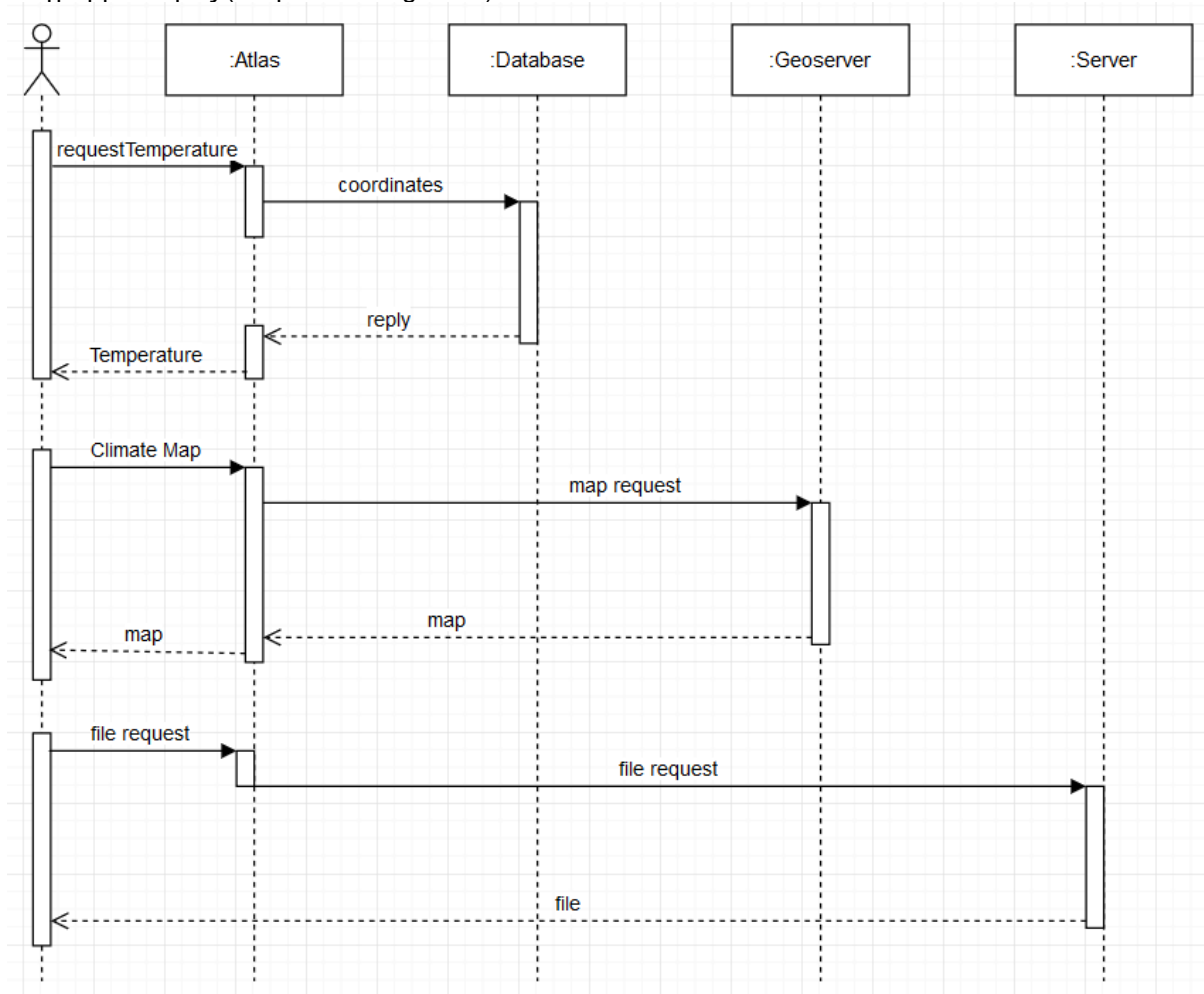 :Atlas
:Database
:Geoserver
:Server
requestTemperature
coordinates
reply
Temperature
Climate Map
map request
map
map
file request
file request
file